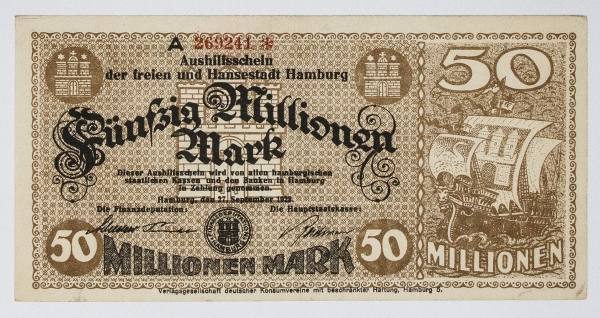 A 269241 *
Aushilfsschein
der freien und Hansestadt Hamburg
50
Fünfzig Millionen
Mark
Dieser Aushilfsschein wird von allen hamburgischen
staatlichen Kassen und den Banken in Hamburg
in Zahlung genommen.
Hamburg, den 27. September 1923.
Die Finanzdeputation: Die Hauptstaatskasse:
50 50
MILLIONEN MARK
MILLIONEN
Verlagsgesellschaft deutscher Konsumvereine mit beschränkter Haftung, Hamburg 5.